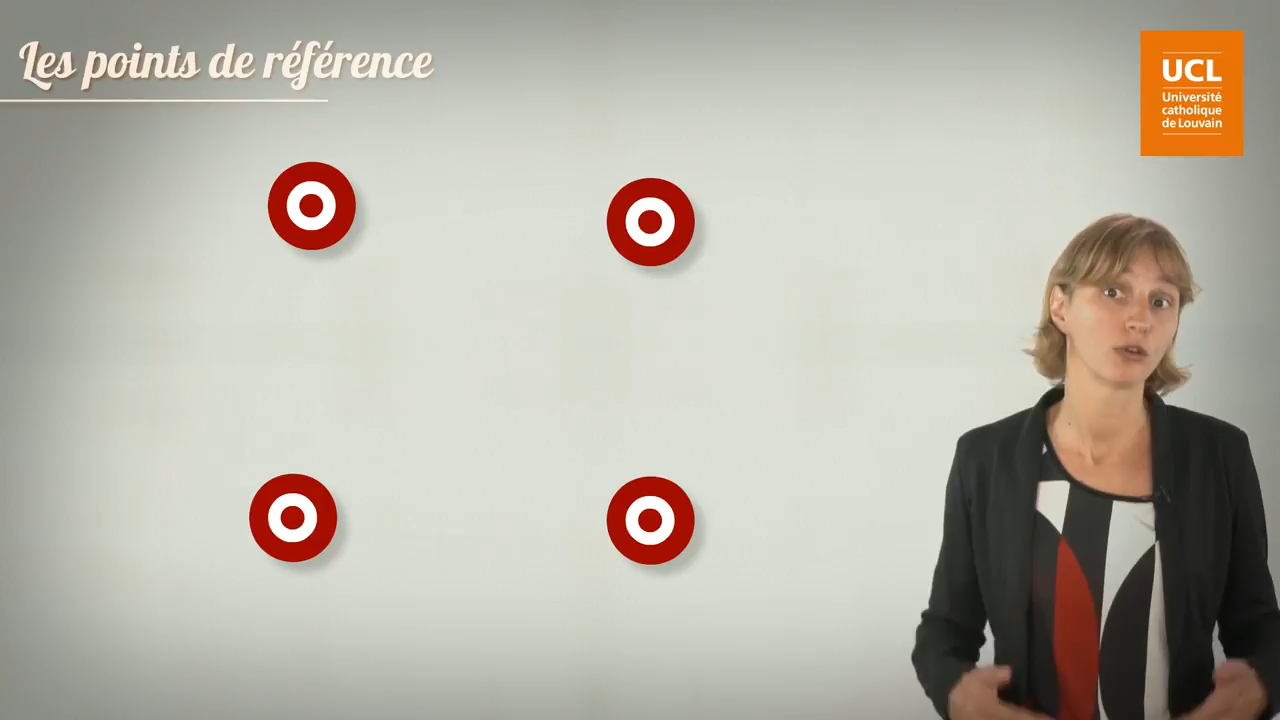 Les points de référence
UCL
Université
catholique
de Louvain